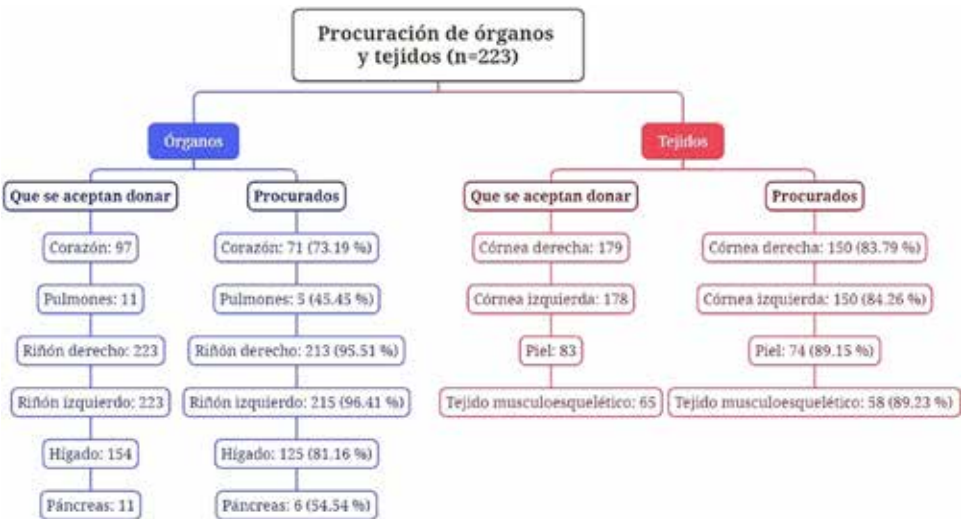 Procuración de órganos
y tejidos (n=223)
Órganos
Tejidos
Que se aceptan donar
Procurados
Que se aceptan donar
Procurados
Corazón: 97
Corazón: 71 (73.19 %)
Córnea derecha: 179
Córnea derecha: 150 (83.79 %)
Pulmones: 11
Pulmones: 5 (45.45 %)
Córnea izquierda: 178
Córnea izquierda: 150 (84.26 %)
Riñón derecho: 223
Riñón derecho: 213 (95.51 %)
Piel: 83
Piel: 74 (89.15 %)
Riñón izquierdo: 223
Riñón izquierdo: 215 (96.41 %)
Tejido musculoesquelético: 65
Tejido musculoesquelético: 58 (89.23 %)
Hígado: 154
Hígado: 125 (81.16 %)
Páncreas: 11
Páncreas: 6 (54.54 %)